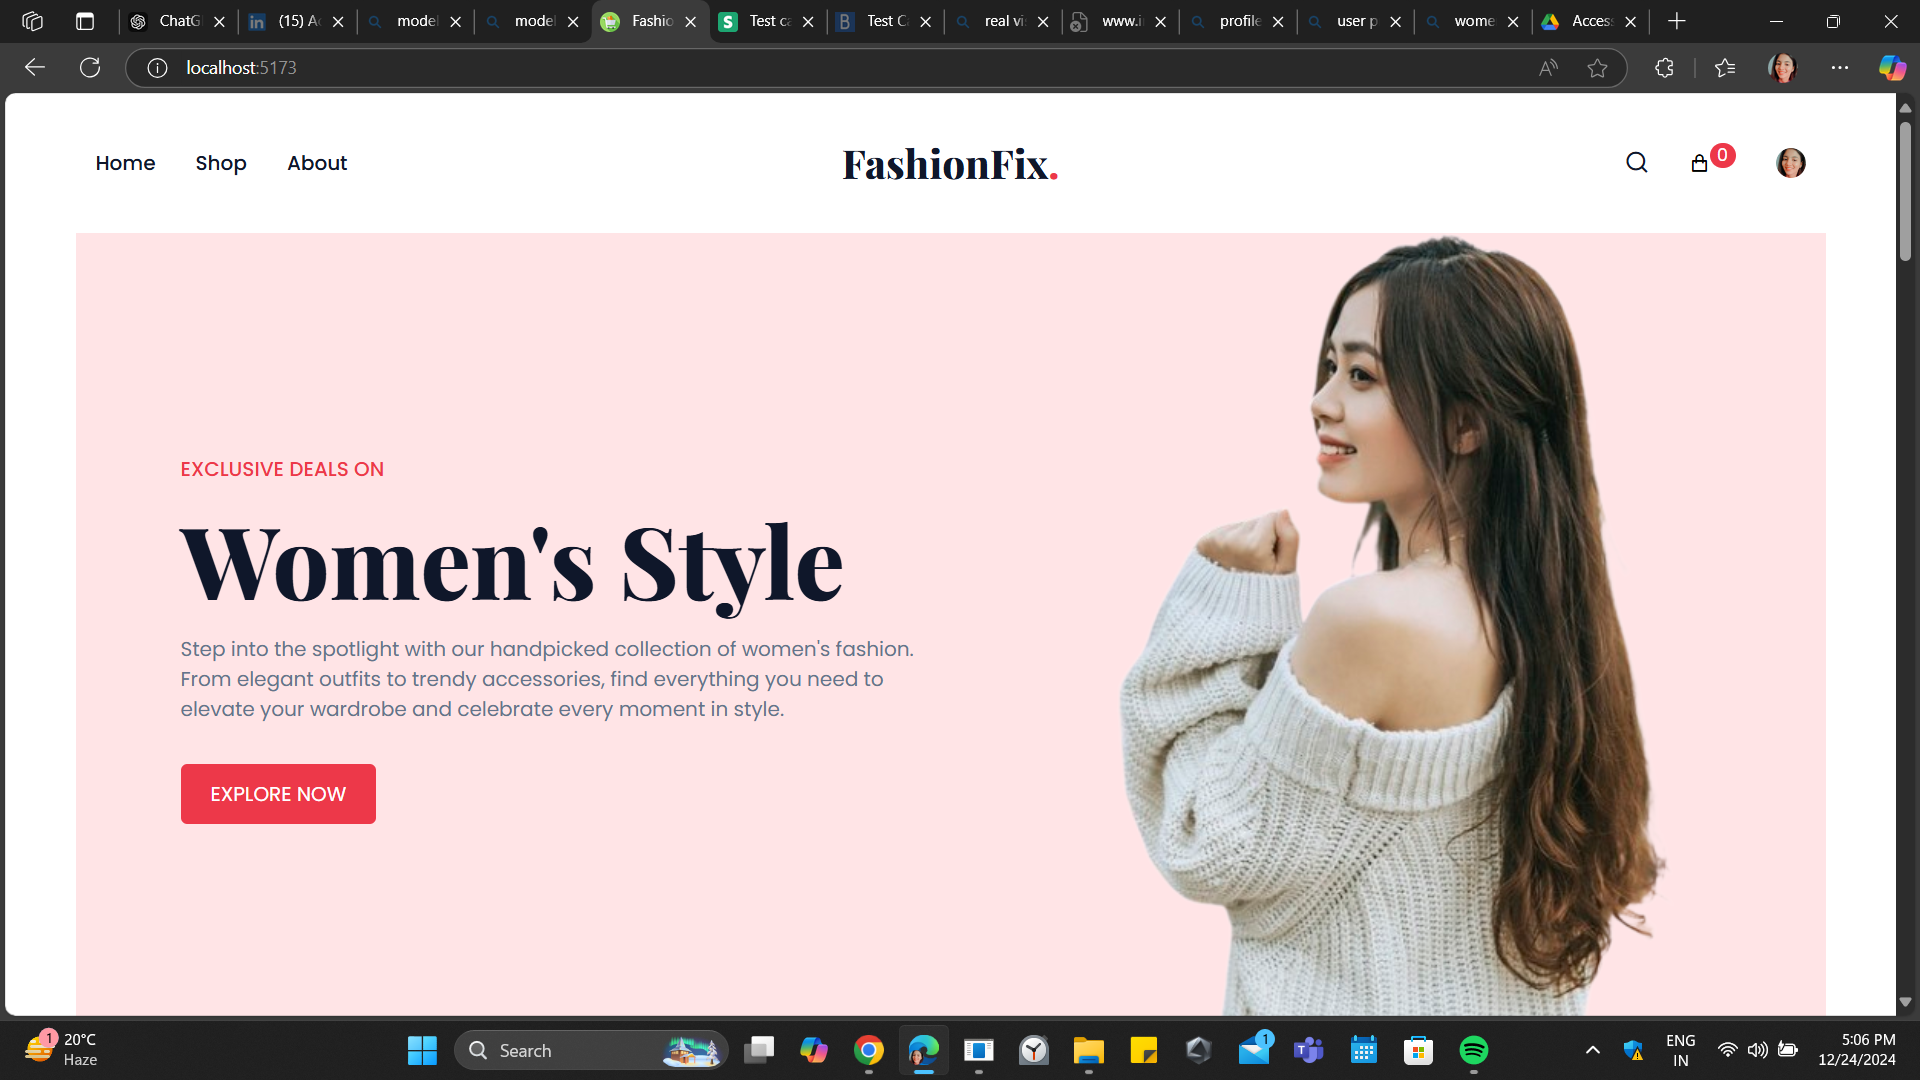 ChatG
(15) A
model
model
Fashio
Test ca
Test C
real vi
www.i
profile
user p
wome
Access
localhost:5173
Home
Shop
About
FashionFix.
0
EXCLUSIVE DEALS ON
Women's Style
Step into the spotlight with our handpicked collection of women's fashion.
From elegant outfits to trendy accessories, find everything you need to
elevate your wardrobe and celebrate every moment in style.
EXPLORE NOW
1
20°C
Haze
Search
1
ENG
IN
5:06 PM
12/24/2024